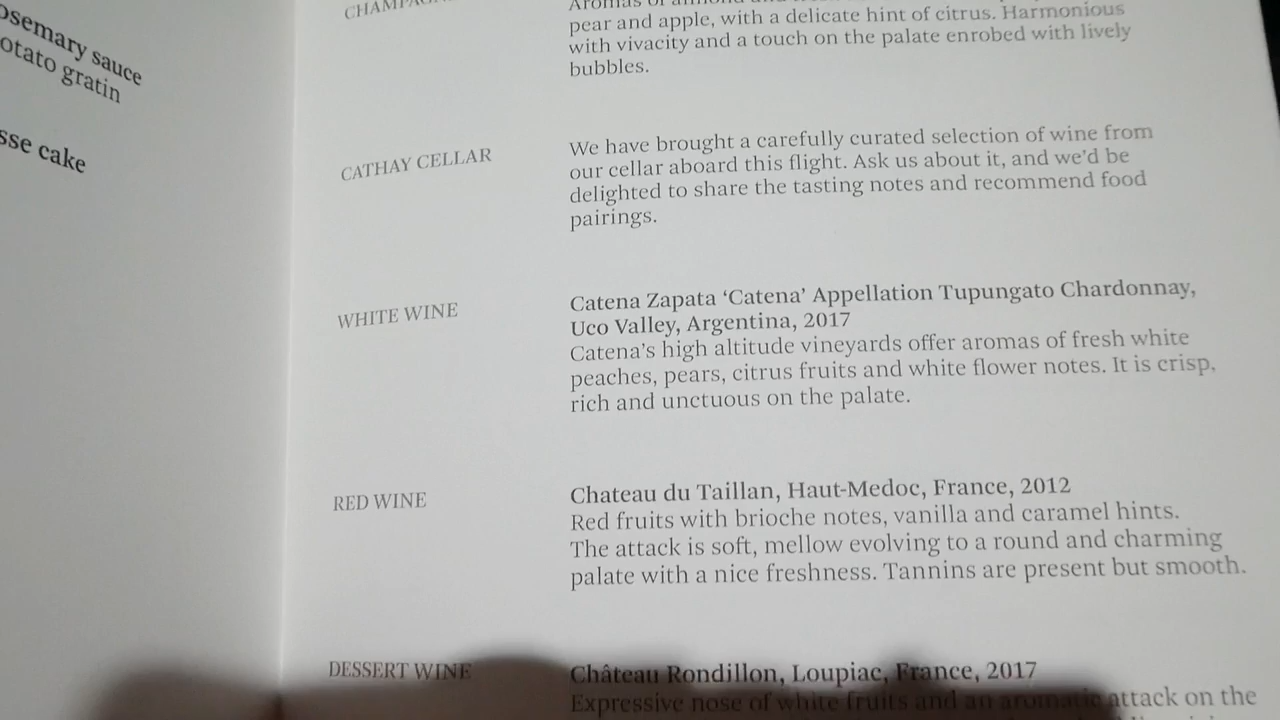 osemary sauce
otato gratin
sse cake
CHAMPAGNE
Aromas of almond and
pear and apple, with a delicate hint of citrus. Harmonious
with vivacity and a touch on the palate enrobed with lively
bubbles.
CATHAY CELLAR
We have brought a carefully curated selection of wine from
our cellar aboard this flight. Ask us about it, and we'd be
delighted to share the tasting notes and recommend food
pairings.
WHITE WINE
Catena Zapata ‘Catena’ Appellation Tupungato Chardonnay,
Uco Valley, Argentina, 2017
Catena's high altitude vineyards offer aromas of fresh white
peaches, pears, citrus fruits and white flower notes. It is crisp,
rich and unctuous on the palate.
RED WINE
Chateau du Taillan, Haut-Medoc, France, 2012
Red fruits with brioche notes, vanilla and caramel hints.
The attack is soft, mellow evolving to a round and charming
palate with a nice freshness. Tannins are present but smooth.
DESSERT WINE
Château Rondillon, Loupiac, France, 2017
Expressive nose of white fruits and an aromatic attack on the